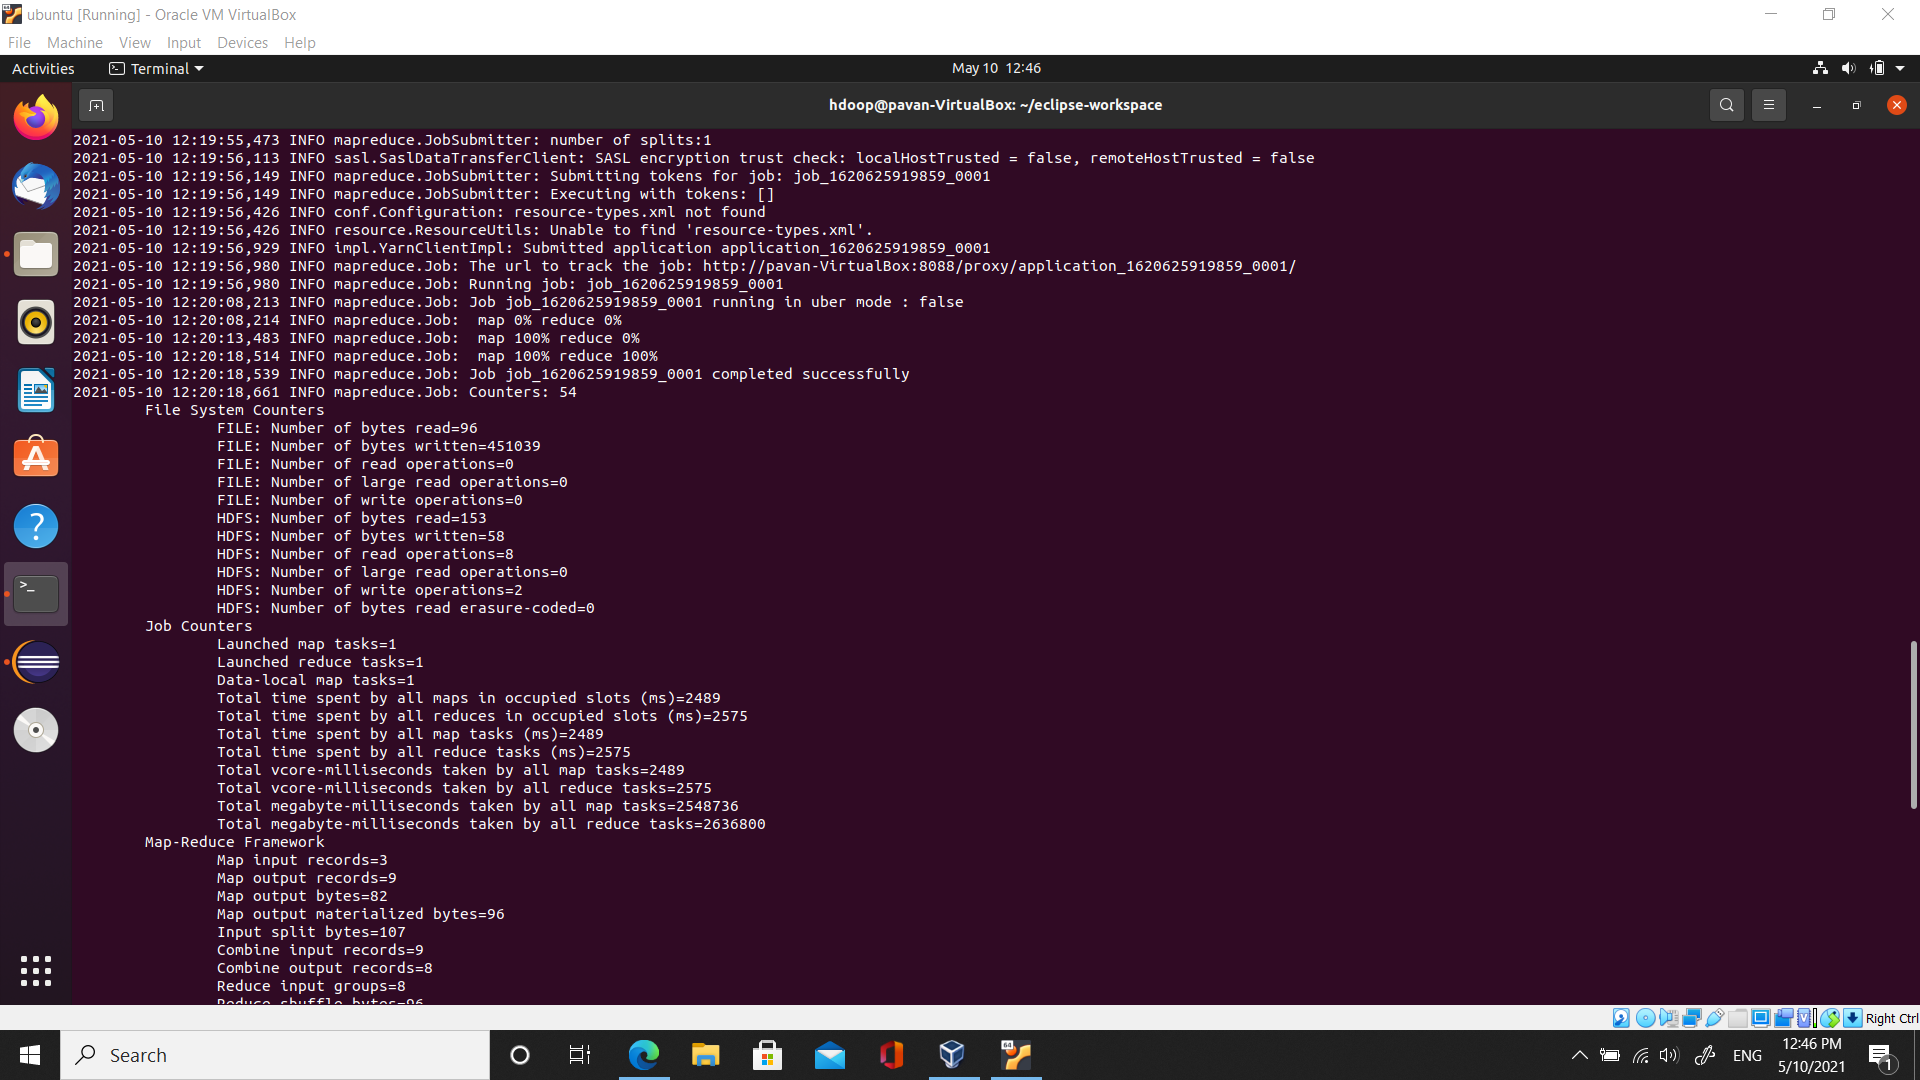 ubuntu [Running] - Oracle VM VirtualBox
File Machine View Input Devices Help
Activities Terminal May 10 12:46
hdoop@pavan-VirtualBox: ~/eclipse-workspace
2021-05-10 12:19:55,473 INFO mapreduce.JobSubmitter: number of splits:1
2021-05-10 12:19:56,113 INFO sasl.SaslDataTransferClient: SASL encryption trust check: localHostTrusted = false, remoteHostTrusted = false
2021-05-10 12:19:56,149 INFO mapreduce.JobSubmitter: Submitting tokens for job: job_1620625919859_0001
2021-05-10 12:19:56,149 INFO mapreduce.JobSubmitter: Executing with tokens: []
2021-05-10 12:19:56,426 INFO conf.Configuration: resource-types.xml not found
2021-05-10 12:19:56,426 INFO resource.ResourceUtils: Unable to find 'resource-types.xml'.
2021-05-10 12:19:56,929 INFO impl.YarnClientImpl: Submitted application application_1620625919859_0001
2021-05-10 12:19:56,980 INFO mapreduce.Job: The url to track the job: http://pavan-VirtualBox:8088/proxy/application_1620625919859_0001/
2021-05-10 12:19:56,980 INFO mapreduce.Job: Running job: job_1620625919859_0001
2021-05-10 12:20:08,213 INFO mapreduce.Job: Job job_1620625919859_0001 running in uber mode : false
2021-05-10 12:20:08,214 INFO mapreduce.Job:  map 0% reduce 0%
2021-05-10 12:20:13,483 INFO mapreduce.Job:  map 100% reduce 0%
2021-05-10 12:20:18,514 INFO mapreduce.Job:  map 100% reduce 100%
2021-05-10 12:20:18,539 INFO mapreduce.Job: Job job_1620625919859_0001 completed successfully
2021-05-10 12:20:18,661 INFO mapreduce.Job: Counters: 54
File System Counters
FILE: Number of bytes read=96
FILE: Number of bytes written=451039
FILE: Number of read operations=0
FILE: Number of large read operations=0
FILE: Number of write operations=0
HDFS: Number of bytes read=153
HDFS: Number of bytes written=58
HDFS: Number of read operations=8
HDFS: Number of large read operations=0
HDFS: Number of write operations=2
HDFS: Number of bytes read erasure-coded=0
Job Counters
Launched map tasks=1
Launched reduce tasks=1
Data-local map tasks=1
Total time spent by all maps in occupied slots (ms)=2489
Total time spent by all reduces in occupied slots (ms)=2575
Total time spent by all map tasks (ms)=2489
Total time spent by all reduce tasks (ms)=2575
Total vcore-milliseconds taken by all map tasks=2489
Total vcore-milliseconds taken by all reduce tasks=2575
Total megabyte-milliseconds taken by all map tasks=2548736
Total megabyte-milliseconds taken by all reduce tasks=2636800
Map-Reduce Framework
Map input records=3
Map output records=9
Map output bytes=82
Map output materialized bytes=96
Input split bytes=107
Combine input records=9
Combine output records=8
Reduce input groups=8
Reduce shuffle bytes=96
Right Ctrl
Search
64
ENG
12:46 PM
5/10/2021
1